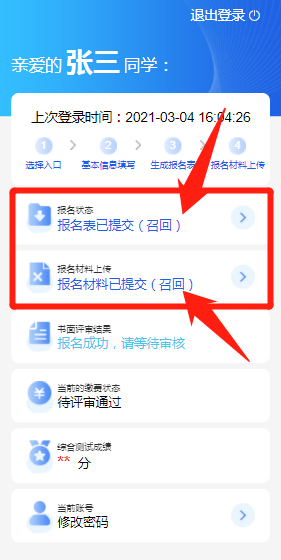 退出登录
亲爱的 张三 同学：
上次登录时间：2021-03-04 16:04:26
1 2 3 4
选择入口 基本信息填写 生成报名表 报名材料上传
报名状态
报名表已提交（召回）
报名材料上传
报名材料已提交（召回）
书面评审结果
报名成功，请等待审核
当前的缴费状态
待评审通过
综合测试成绩
** 分
当前账号
修改密码